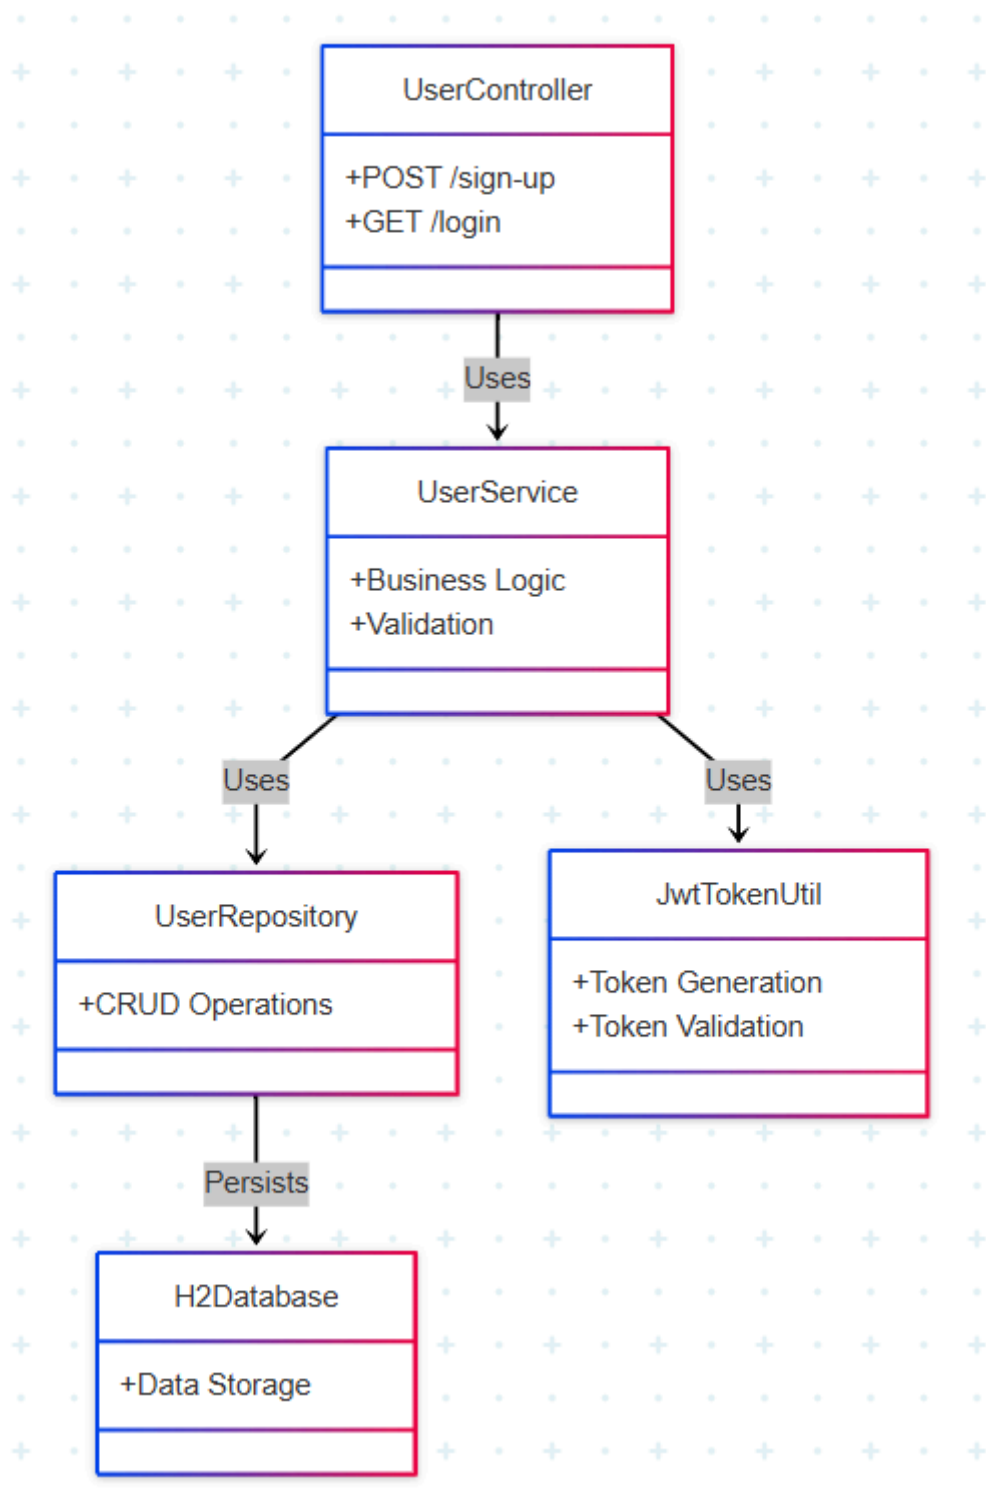 UserController
+POST /sign-up
+GET /login
Uses
UserService
+Business Logic
+Validation
Uses
Uses
UserRepository
+CRUD Operations
JwtTokenUtil
+Token Generation
+Token Validation
Persists
H2Database
+Data Storage